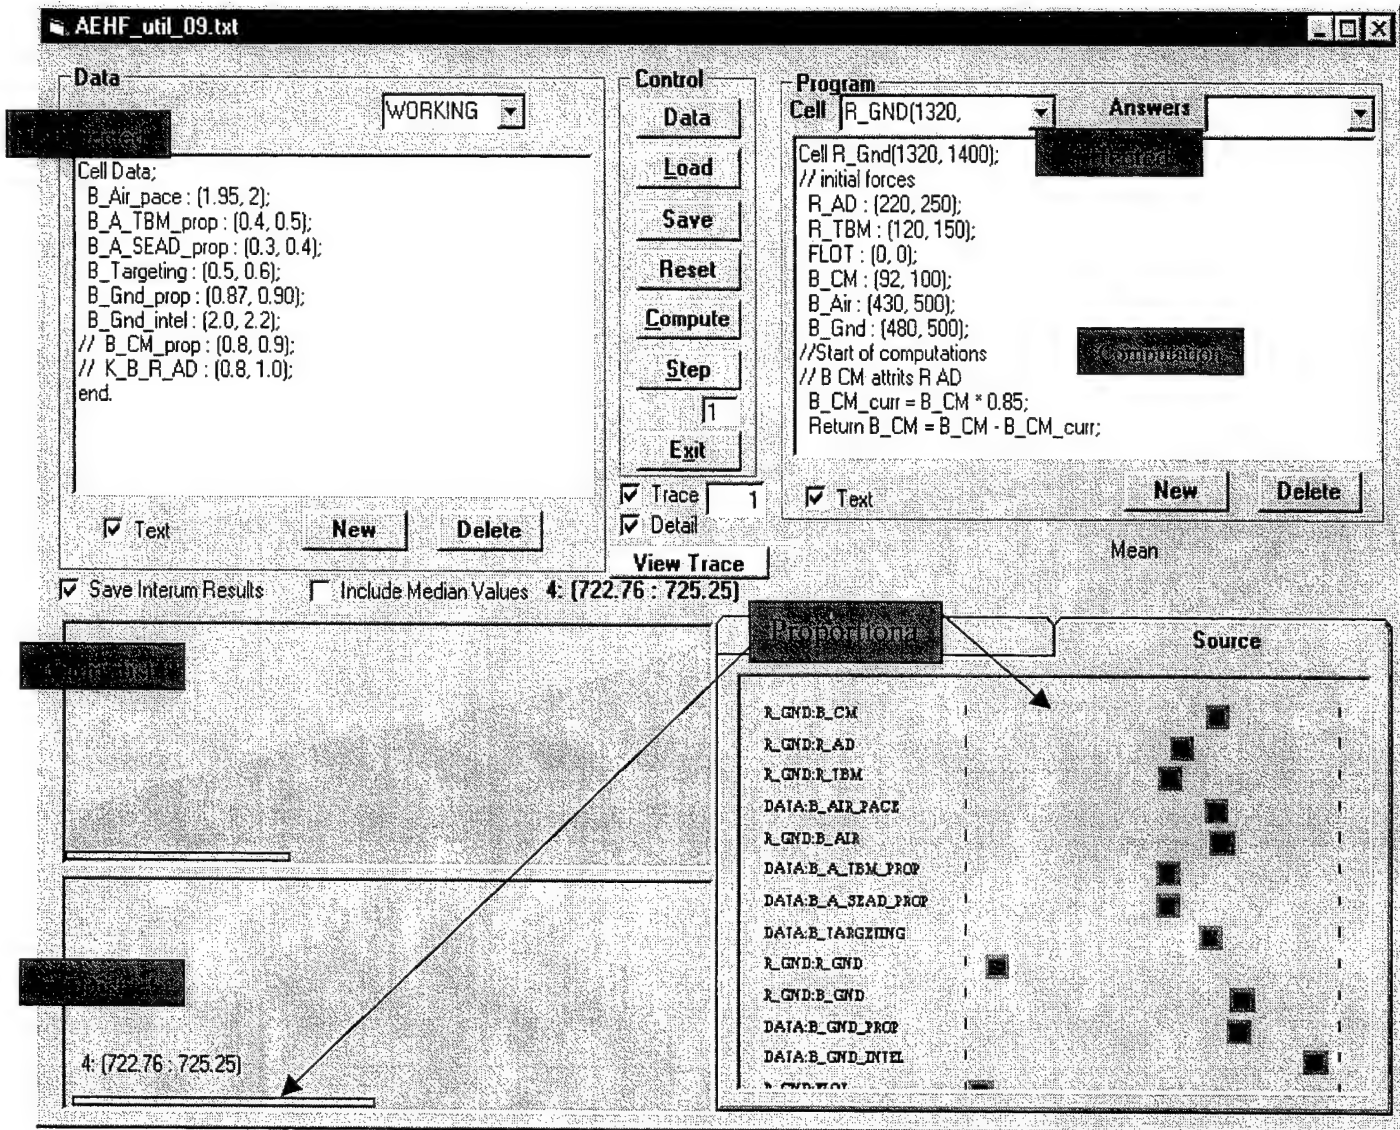 AEHF_util_09.txt
Data
WORKING
Cell Data;
B_Air_pace : (1.95, 2);
B_A_TBM_prop : (0.4, 0.5);
B_A_SEAD_prop : (0.3, 0.4);
B_Targeting : (0.5, 0.6);
B_Gnd_prop : (0.87, 0.90);
B_Gnd_intel : (2.0, 2.2);
// B_CM_prop : (0.8, 0.9);
// K_B_R_AD : (0.8, 1.0);
end.
Text
New
Delete
Control
Data
Load
Save
Reset
Compute
Step
1
Exit
Trace 1
Detail
View Trace
Program
Cell R_GND(1320, Answers
Cell R_Gnd(1320, 1400);
// initial forces
R_AD : (220, 250);
R_TBM : (120, 150);
FLOT : (0, 0);
B_CM : (92, 100);
B_Air : (430, 500);
B_Gnd : (480, 500);
//Start of computations
// B CM attrits R AD
B_CM_curr = B_CM * 0.85;
Return B_CM = B_CM - B_CM_curr;
Computation
Text
New
Delete
Mean
Save Interum Results
Include Median Values
4: (722.76 : 725.25)
Proportiona
Source
R_GND:B_CM
R_GND:R_AD
R_GND:R_TBM
DATA:B_AIR_PACE
R_GND:B_AIR
DATA:B_A_TBM_PROP
DATA:B_A_SEAD_PROP
DATA:B_TARGETING
R_GND:R_GND
R_GND:B_GND
DATA:B_GND_PROP
DATA:B_GND_INTEL
R_GND:FLOT
4: (722.76 : 725.25)